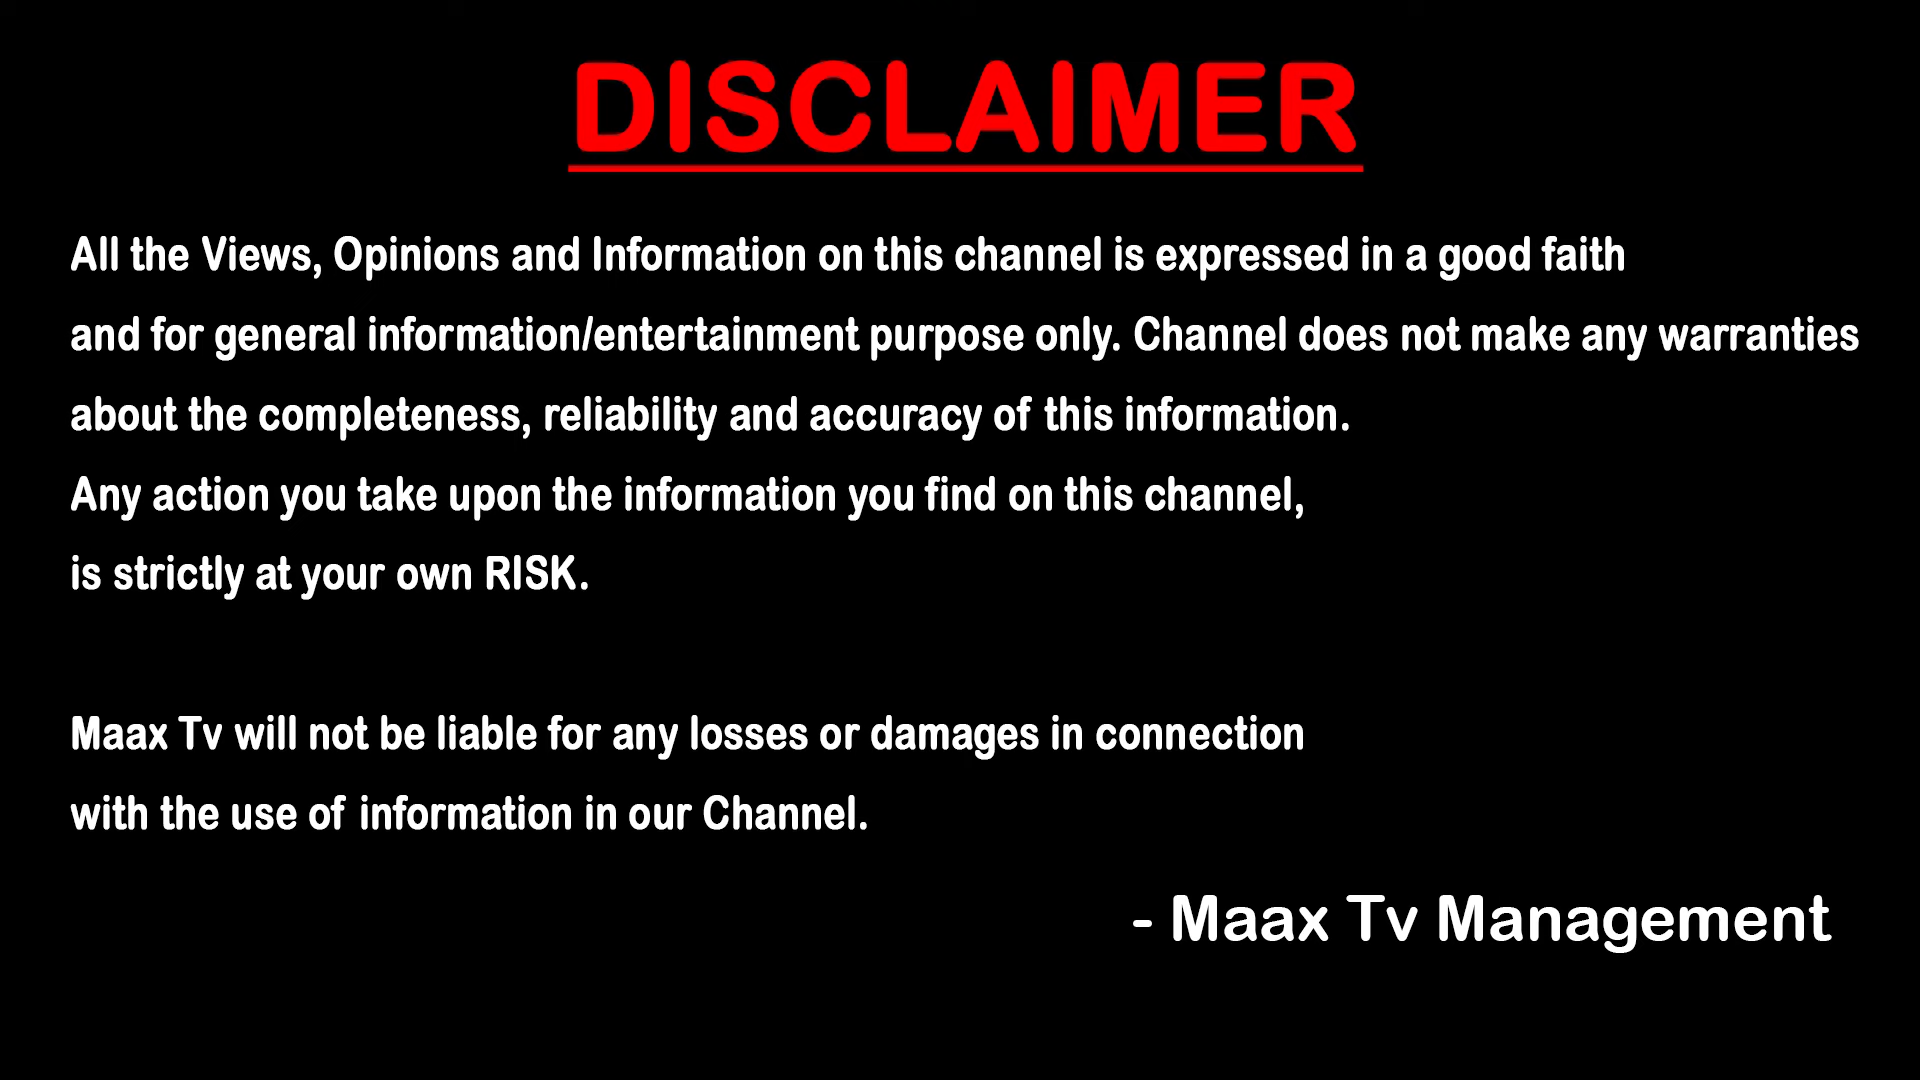 DISCLAIMER
All the Views, Opinions and Information on this channel is expressed in a good faith
and for general information/entertainment purpose only. Channel does not make any warranties
about the completeness, reliability and accuracy of this information.
Any action you take upon the information you find on this channel,
is strictly at your own RISK.
Maax Tv will not be liable for any losses or damages in connection
with the use of information in our Channel.
- Maax Tv Management